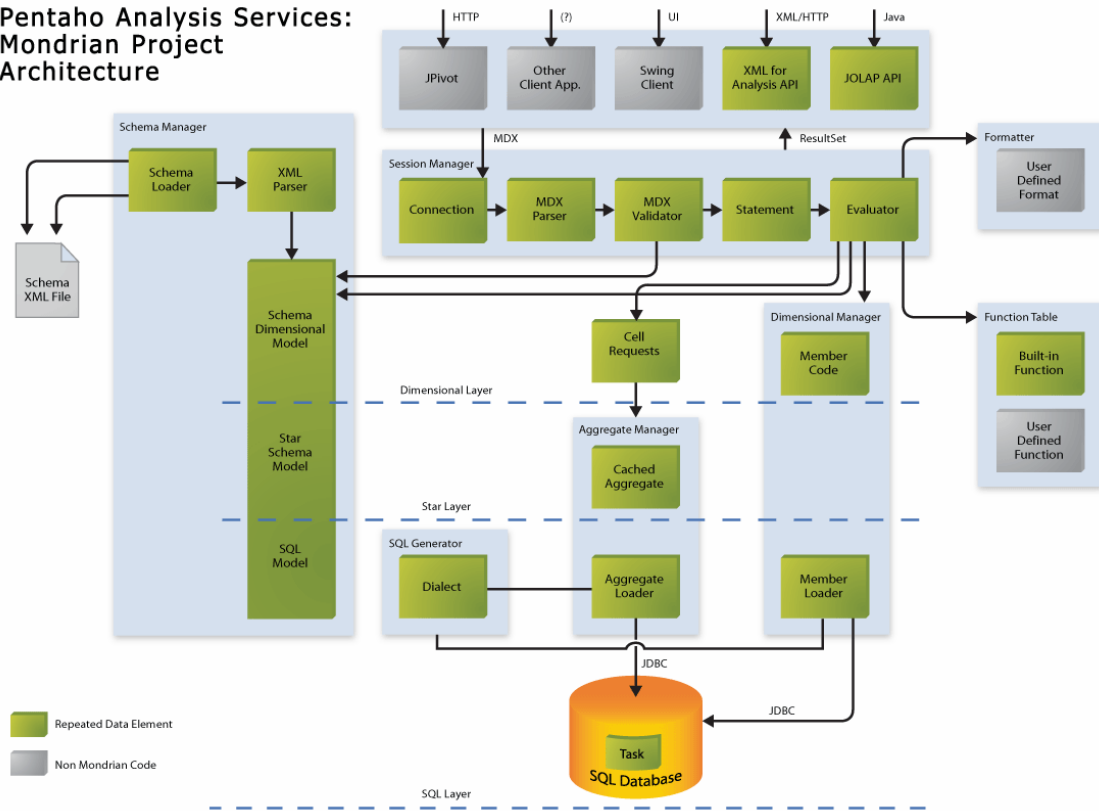 Pentaho Analysis Services:
Mondrian Project
Architecture
HTTP
(?)
UI
XML/HTTP
Java
JPivot
Other
Client App.
Swing
Client
XML for
Analysis API
JOLAP API
MDX
ResultSet
Schema Manager
Schema
Loader
XML
Parser
Session Manager
Connection
MDX
Parser
MDX
Validator
Statement
Evaluator
Formatter
User
Defined
Format
Schema
XML File
Schema
Dimensional
Model
Star
Schema
Model
SQL
Model
Cell
Requests
Dimensional Manager
Member
Code
Function Table
Built-in
Function
User
Defined
Function
Dimensional Layer
Aggregate Manager
Cached
Aggregate
Star Layer
SQL Generator
Dialect
Aggregate
Loader
Member
Loader
JDBC
JDBC
Task
SQL Database
Repeated Data Element
Non Mondrian Code
SQL Layer